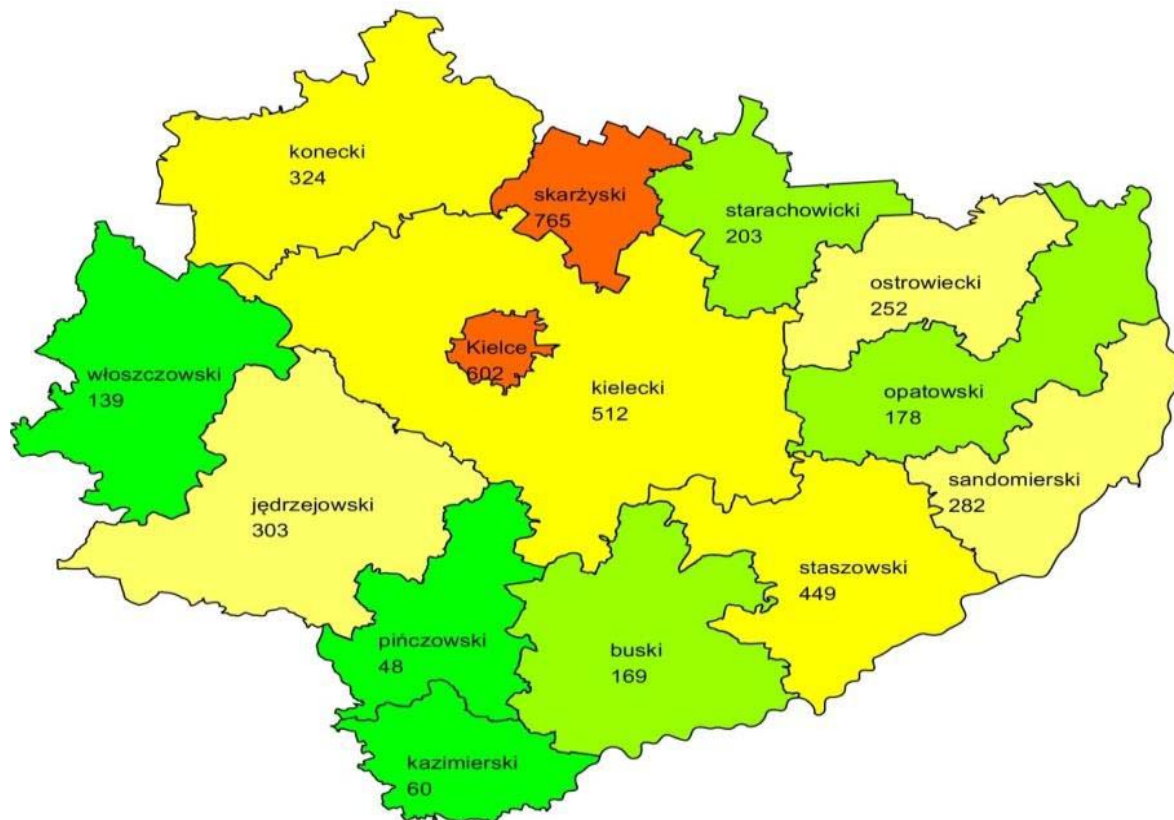 konecki
324
skarżyski
765
starachowicki
203
ostrowiecki
252
Kielce
602
włoszczowski
139
kielecki
512
opatowski
178
sandomierski
282
jędrzejowski
303
staszowski
449
pińczowski
48
buski
169
kazimierski
60